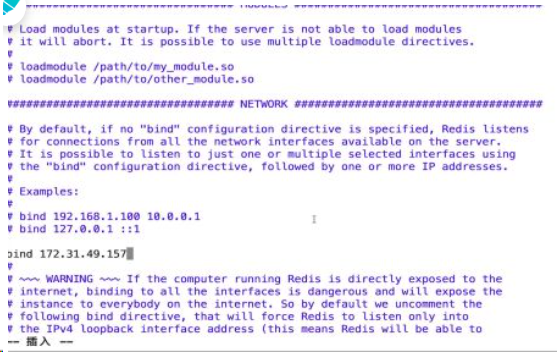 ################################## MODULES #####################################
# Load modules at startup. If the server is not able to load modules
# it will abort. It is possible to use multiple loadmodule directives.
#
# loadmodule /path/to/my_module.so
# loadmodule /path/to/other_module.so
################################## NETWORK #####################################
# By default, if no "bind" configuration directive is specified, Redis listens
# for connections from all the network interfaces available on the server.
# It is possible to listen to just one or multiple selected interfaces using
# the "bind" configuration directive, followed by one or more IP addresses.
#
# Examples:
#
# bind 192.168.1.100 10.0.0.1
# bind 127.0.0.1 ::1
bind 172.31.49.157
#
# ~~~ WARNING ~~~ If the computer running Redis is directly exposed to the
# internet, binding to all the interfaces is dangerous and will expose the
# instance to everybody on the internet. So by default we uncomment the
# following bind directive, that will force Redis to listen only into
# the IPv4 loopback interface address (this means Redis will be able to
-- 插入 --